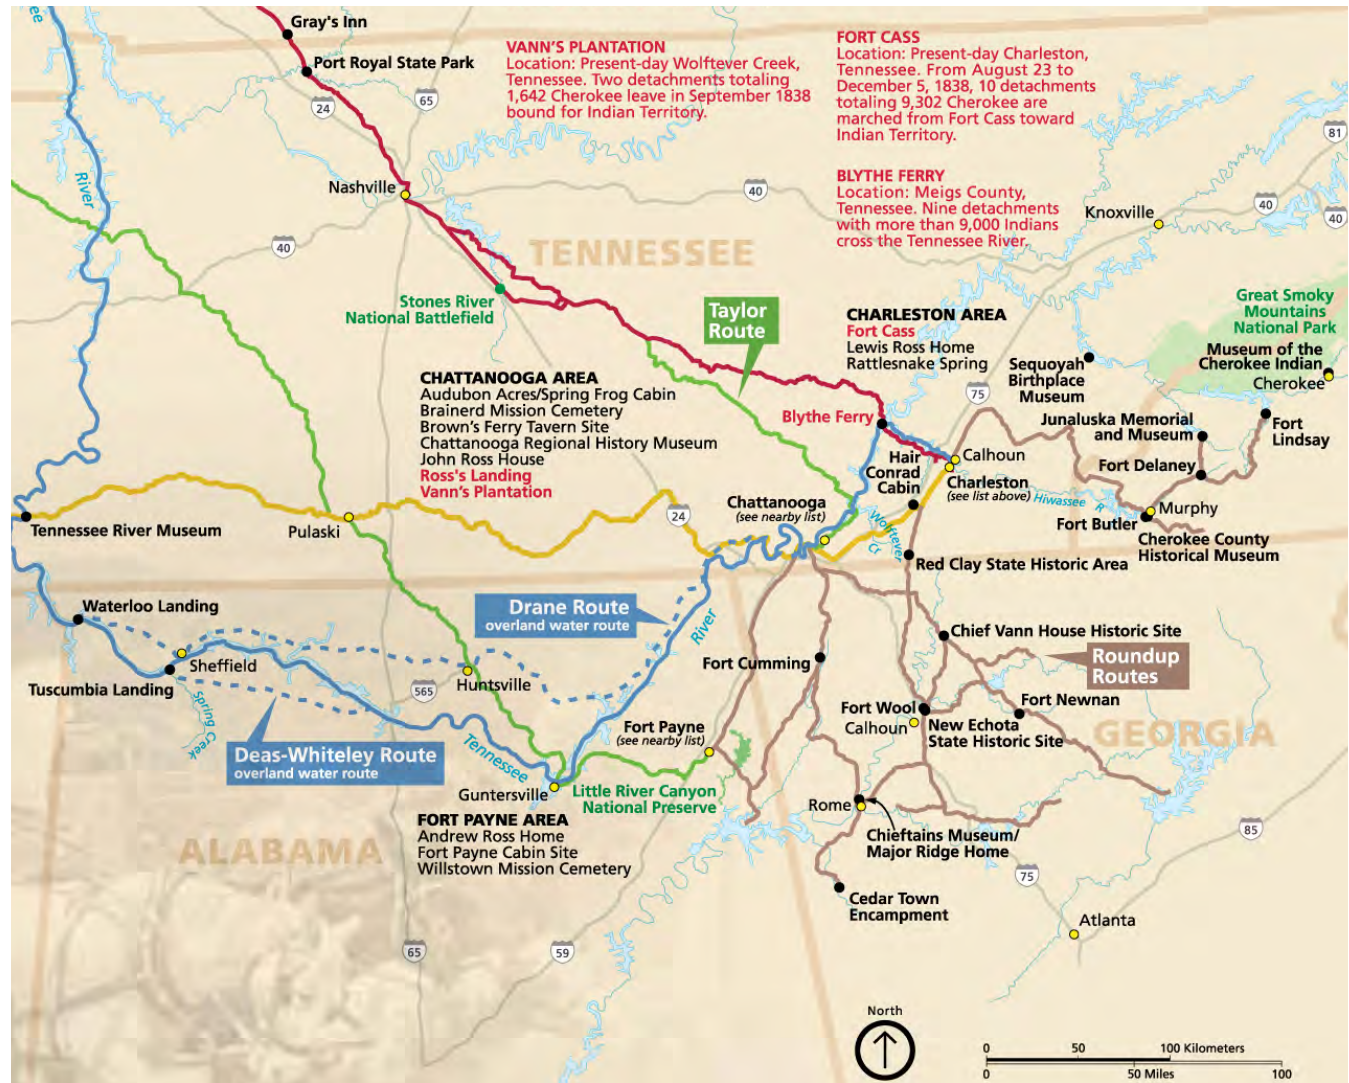 Gray's Inn
Port Royal State Park
24
65
VANN'S PLANTATION
Location: Present-day Wolftever Creek,
Tennessee. Two detachments totaling
1,642 Cherokee leave in September 1838
bound for Indian Territory.
FORT CASS
Location: Present-day Charleston,
Tennessee. From August 23 to
December 5, 1838, 10 detachments
totaling 9,302 Cherokee are
marched from Fort Cass toward
Indian Territory.
81
River
Nashville
40
BLYTHE FERRY
Location: Meigs County,
Tennessee. Nine detachments
with more than 9,000 Indians
cross the Tennessee River.
Knoxville
40
40
40
TENNESSEE
Stones River
National Battlefield
Taylor
Route
CHARLESTON AREA
Fort Cass
Lewis Ross Home
Rattlesnake Spring
Great Smoky
Mountains
National Park
Museum of the
Cherokee Indian
Cherokee
Sequoyah
Birthplace
Museum
75
CHATTANOOGA AREA
Audubon Acres/Spring Frog Cabin
Brainerd Mission Cemetery
Brown's Ferry Tavern Site
Chattanooga Regional History Museum
John Ross House
Ross's Landing
Vann's Plantation
Blythe Ferry
Junaluska Memorial
and Museum
Fort
Lindsay
Hair
Conrad
Cabin
Calhoun
Charleston
(see list above)
Fort Delaney
Hiwassee R
Murphy
Fort Butler
Cherokee County
Historical Museum
Chattanooga
(see nearby list)
24
Wolftever
Cr
Tennessee River Museum
Pulaski
Red Clay State Historic Area
Waterloo Landing
Drane Route
overland water route
River
Chief Vann House Historic Site
Roundup
Routes
Sheffield
Tuscumbia Landing
Huntsville
565
Fort Cumming
Fort Newnan
Spring
Creek
Deas-Whiteley Route
overland water route
Tennessee
Fort Payne
(see nearby list)
Fort Wool
Calhoun
New Echota
State Historic Site
GEORGIA
Guntersville
Little River Canyon
National Preserve
Rome
FORT PAYNE AREA
Andrew Ross Home
Fort Payne Cabin Site
Willstown Mission Cemetery
ALABAMA
Chieftains Museum/
Major Ridge Home
85
75
Cedar Town
Encampment
Atlanta
65
59
North
0 50 100 Kilometers
0 50 Miles 100